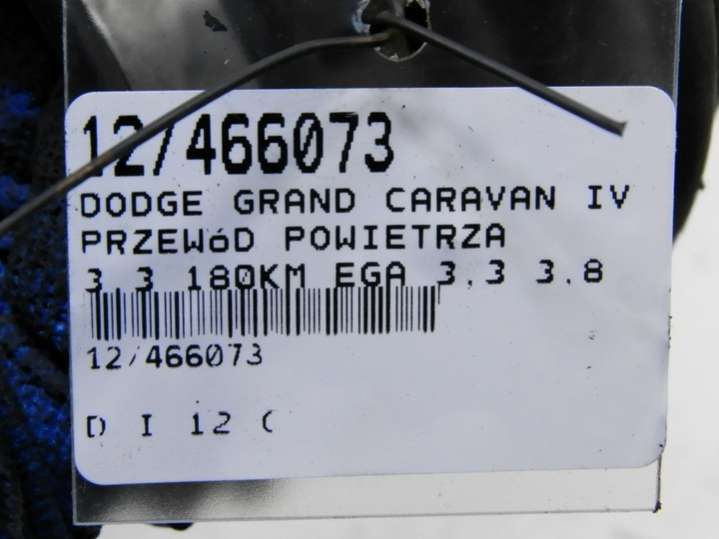 12/466073
DODGE GRAND CARAVAN IV
PRZEWóD POWIETRZA
3.3 180KM EGA 3.3 3.8
12/466073
D I 12 C